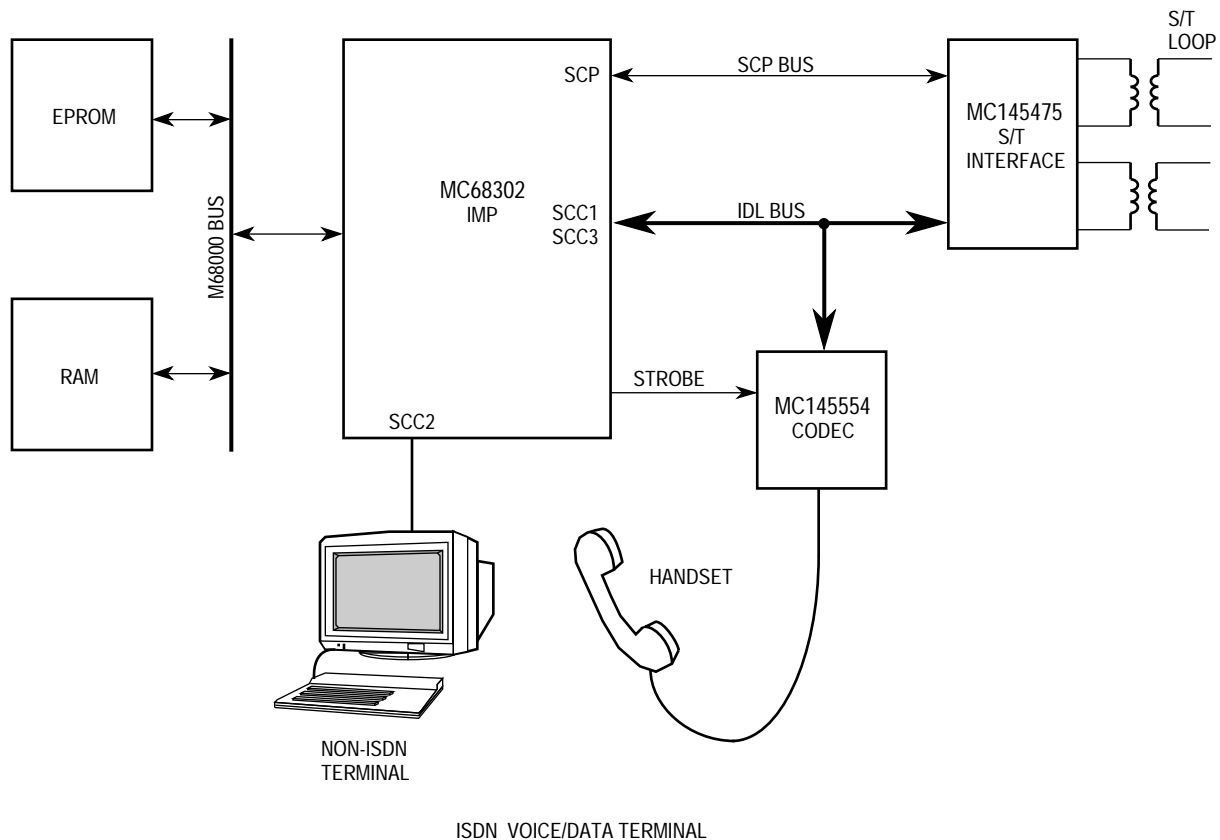 S/T
LOOP
EPROM
SCP
SCP BUS
MC145475
S/T
INTERFACE
MC68302
IMP
M68000 BUS
SCC1
SCC3
IDL BUS
RAM
STROBE
MC145554
CODEC
SCC2
HANDSET
NON-ISDN
TERMINAL
ISDN VOICE/DATA TERMINAL